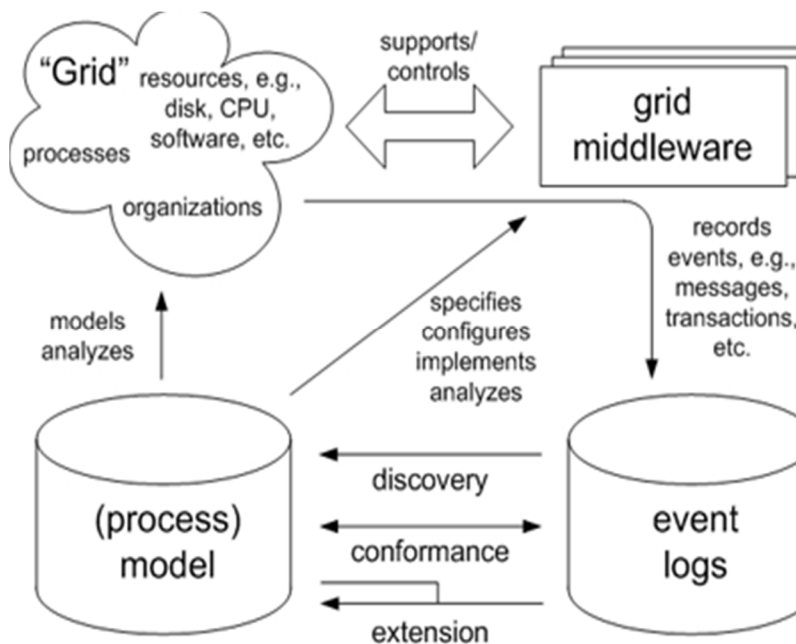 “Grid”
resources, e.g.,
disk, CPU,
software, etc.
processes
organizations
supports/
controls
grid
middleware
records
events, e.g.,
messages,
transactions,
etc.
models
analyzes
specifies
configures
implements
analyzes
(process)
model
discovery
conformance
extension
event
logs